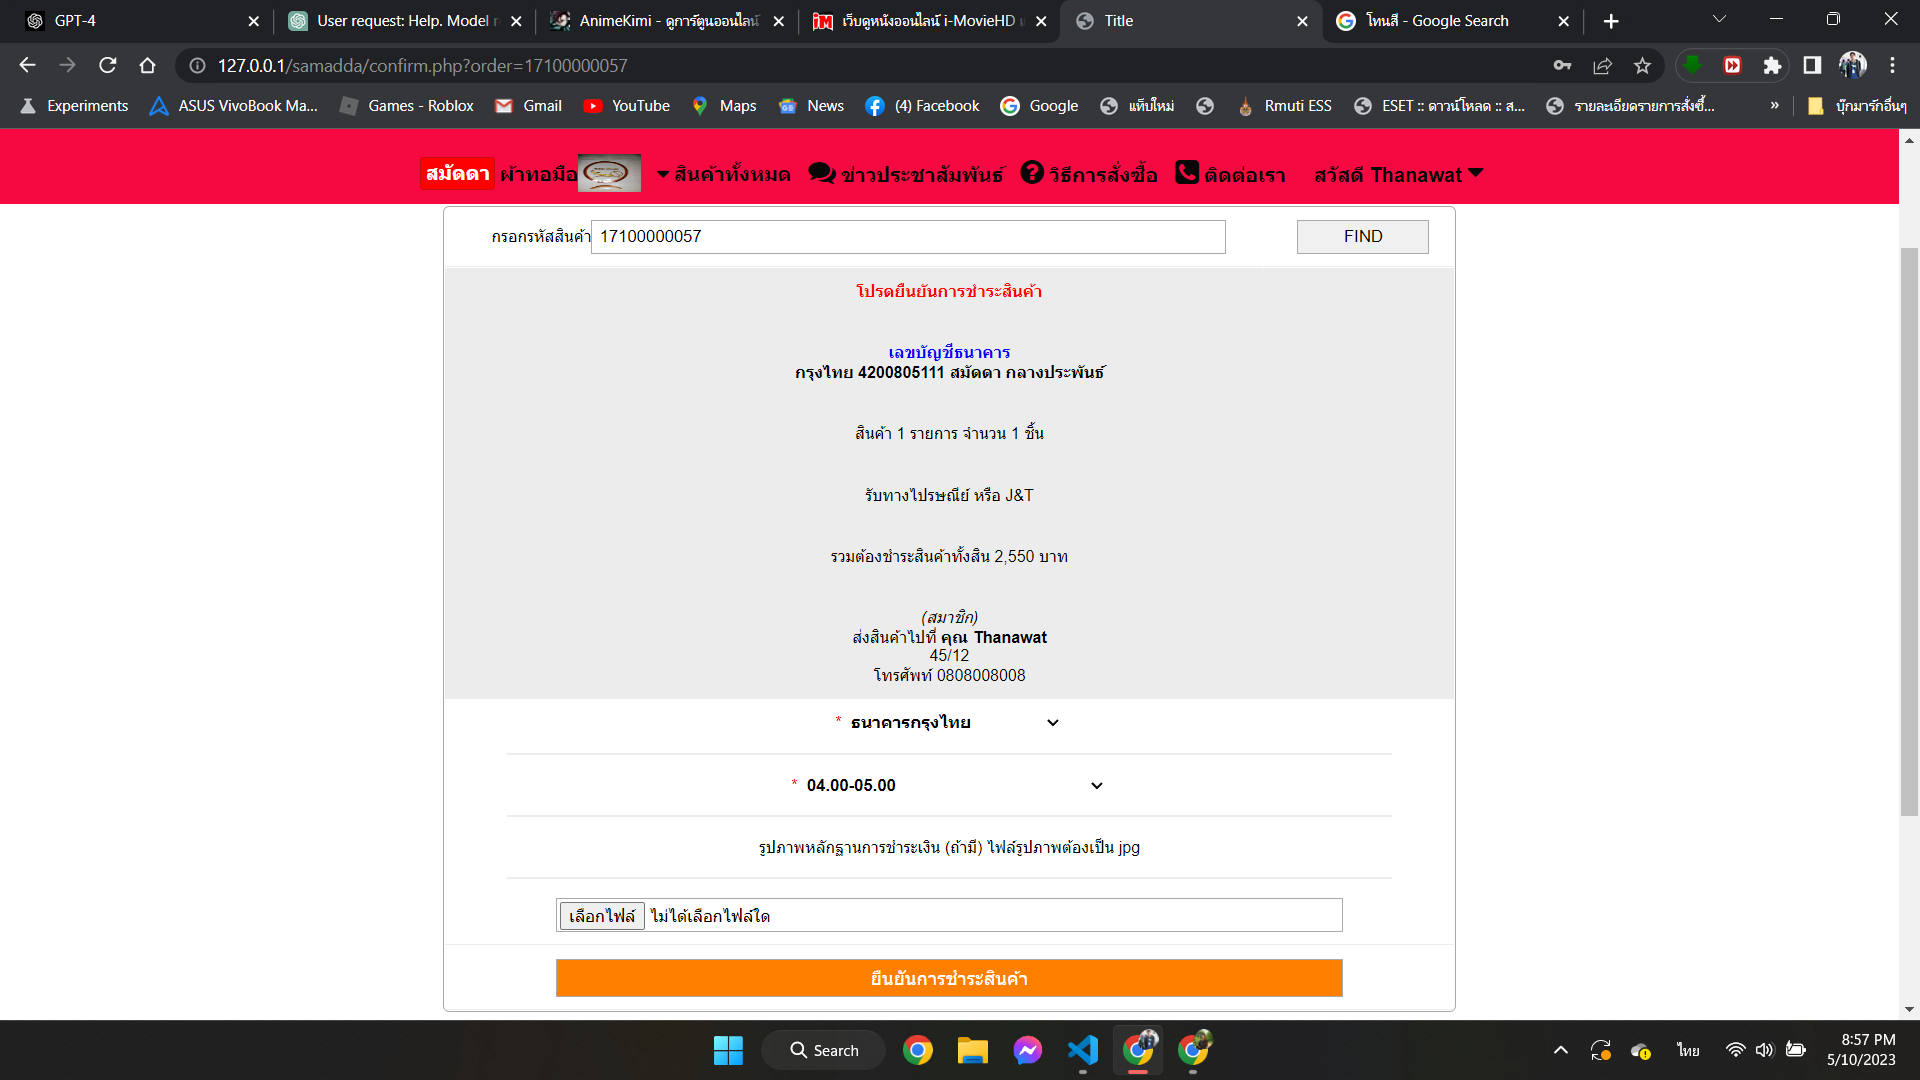 GPT-4
User request: Help. Model r
AnimeKimi - ดูการ์ตูนออนไลน์
เว็บดูหนังออนไลน์ i-MovieHD
Title
โทนสี - Google Search
127.0.0.1/samadda/confirm.php?order=17100000057
Experiments
ASUS VivoBook Ma...
Games - Roblox
Gmail
YouTube
Maps
News
(4) Facebook
Google
แท็บใหม่
Rmuti ESS
ESET :: ดาวน์โหลด :: ส...
รายละเอียดรายการสั่งซื้...
»
บุ๊กมาร์กอื่นๆ
สมัดดา ผ้าทอมือ
สินค้าทั้งหมด
ข่าวประชาสัมพันธ์
วิธีการสั่งซื้อ
ติดต่อเรา
สวัสดี Thanawat
กรอกรหัสสินค้า 17100000057 FIND
โปรดยืนยันการชำระสินค้า
เลขบัญชีธนาคาร
กรุงไทย 4200805111 สมัดดา กลางประพันธ์
สินค้า 1 รายการ จำนวน 1 ชิ้น
รับทางไปรษณีย์ หรือ J&T
รวมต้องชำระสินค้าทั้งสิน 2,550 บาท
(สมาชิก)
ส่งสินค้าไปที่ คุณ Thanawat
45/12
โทรศัพท์ 0808008008
* ธนาคารกรุงไทย
* 04.00-05.00
รูปภาพหลักฐานการชำระเงิน (ถ้ามี) ไฟล์รูปภาพต้องเป็น jpg
เลือกไฟล์ ไม่ได้เลือกไฟล์ใด
ยืนยันการชำระสินค้า
Search
ไทย
8:57 PM
5/10/2023